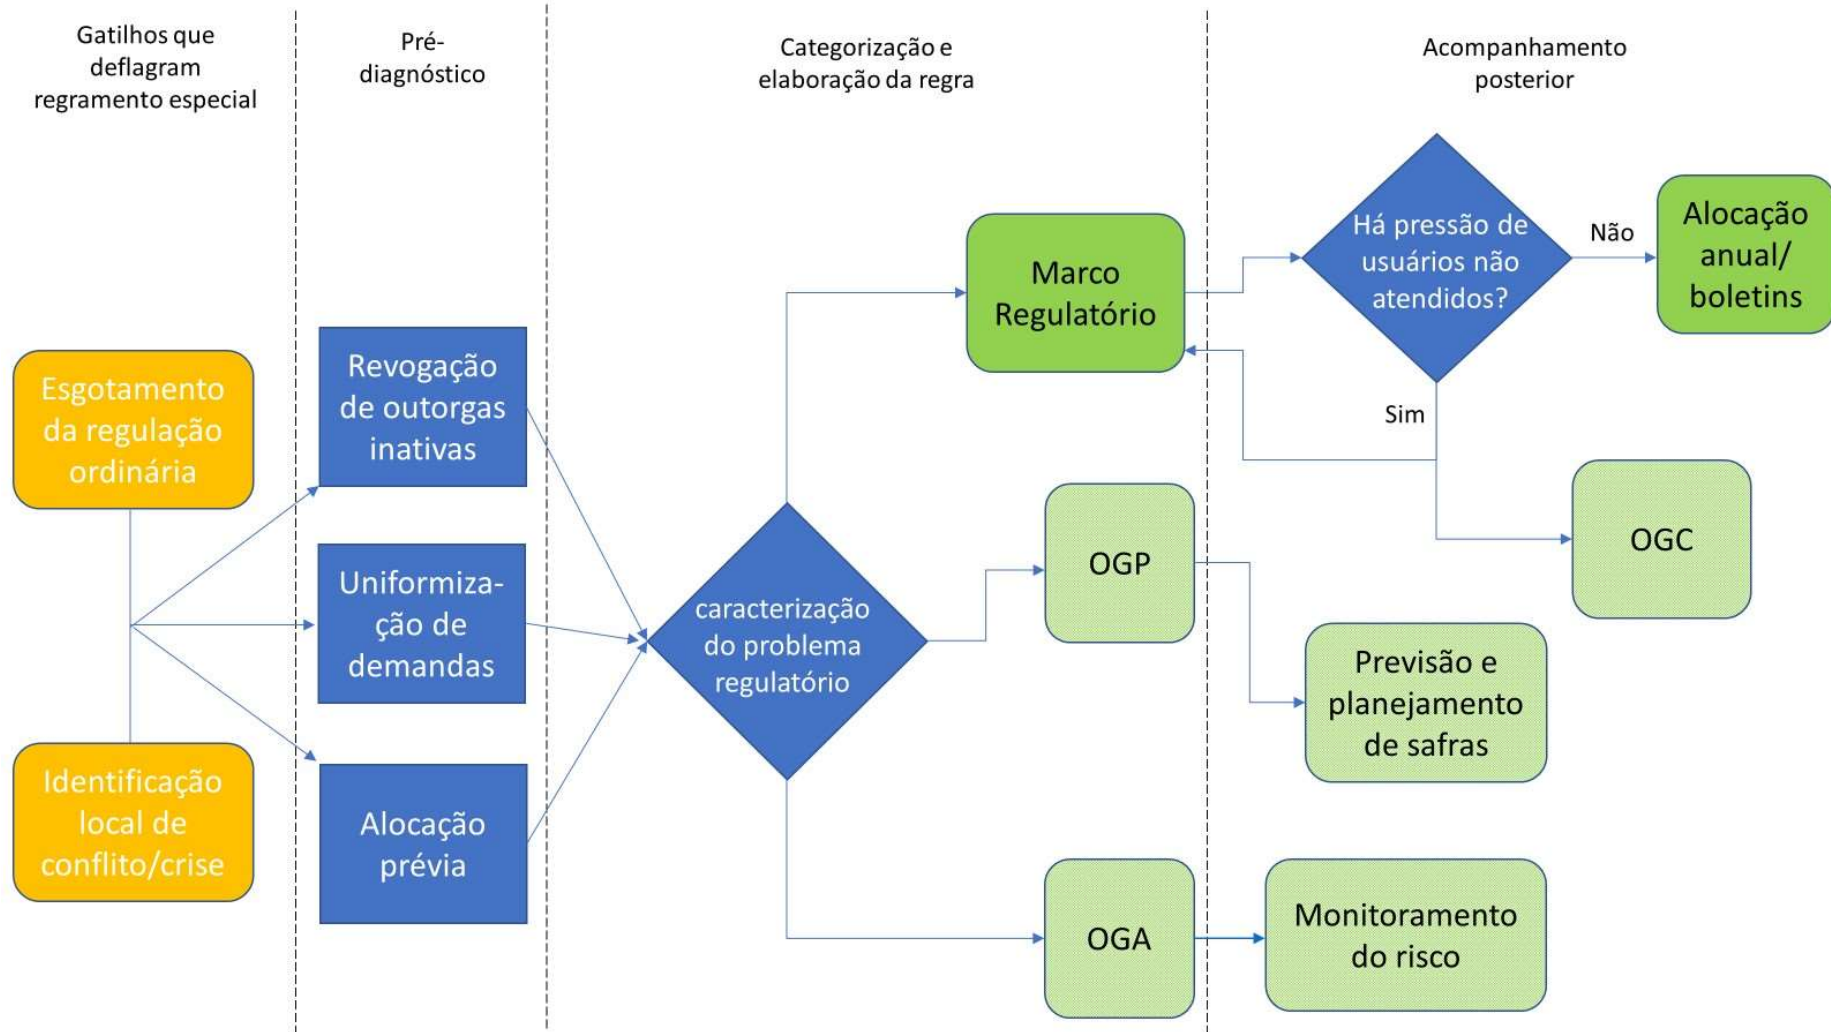 Gatilhos que
deflagram
regramento especial
Pré-
diagnóstico
Categorização e
elaboração da regra
Acompanhamento
posterior
Esgotamento
da regulação
ordinária
Identificação
local de
conflito/crise
Revogação
de outorgas
inativas
Uniformiza-
ção de
demandas
Alocação
prévia
caracterização
do problema
regulatório
Marco
Regulatório
OGP
OGA
Há pressão de
usuários não
atendidos?
Não
Sim
Alocação
anual/
boletins
OGC
Previsão e
planejamento
de safras
Monitoramento
do risco